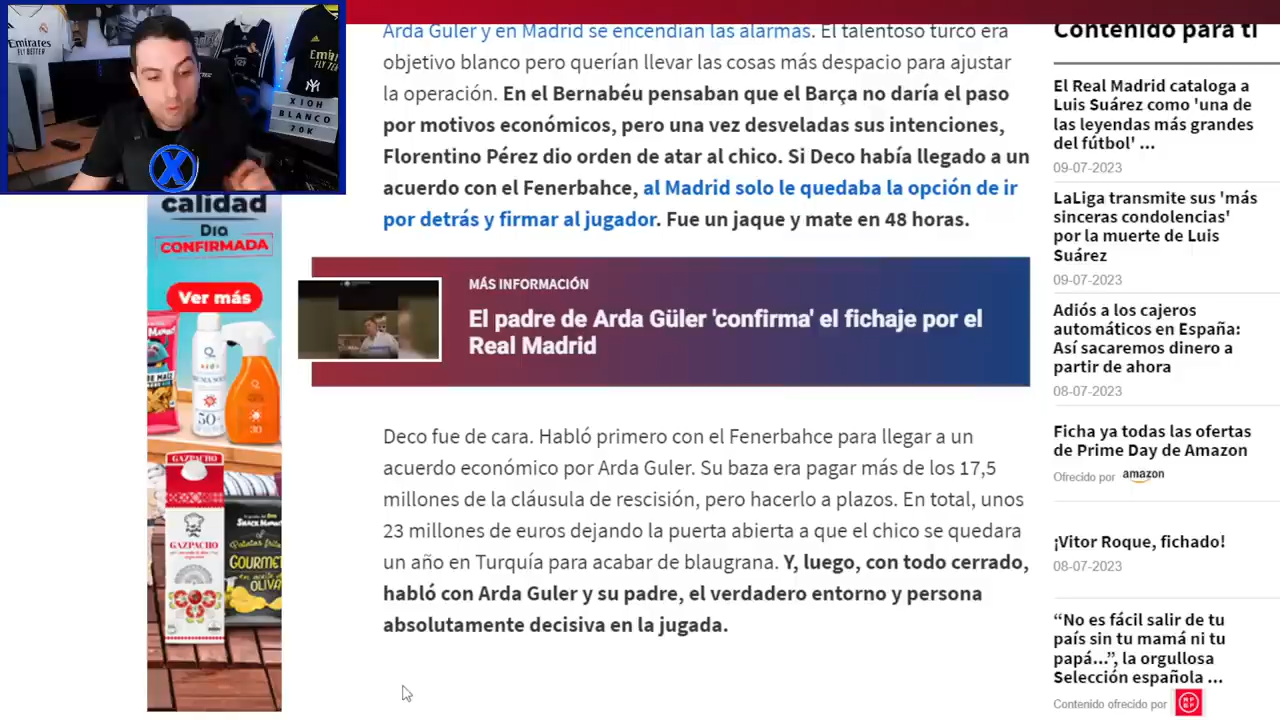 Emirates
FLY BETTER
XIOH
BLANCO
70K
X
Arda Guler y en Madrid se encendían las alarmas. El talentoso turco era
objetivo blanco pero querían llevar las cosas más despacio para ajustar
la operación. En el Bernabéu pensaban que el Barça no daría el paso
por motivos económicos, pero una vez desveladas sus intenciones,
Florentino Pérez dio orden de atar al chico. Si Deco había llegado a un
acuerdo con el Fenerbahce, al Madrid solo le quedaba la opción de ir
por detrás y firmar al jugador. Fue un jaque y mate en 48 horas.
MÁS INFORMACIÓN
El padre de Arda Güler 'confirma' el fichaje por el
Real Madrid
Deco fue de cara. Habló primero con el Fenerbahce para llegar a un
acuerdo económico por Arda Guler. Su baza era pagar más de los 17,5
millones de la cláusula de rescisión, pero hacerlo a plazos. En total, unos
23 millones de euros dejando la puerta abierta a que el chico se quedara
un año en Turquía para acabar de blaugrana. Y, luego, con todo cerrado,
habló con Arda Guler y su padre, el verdadero entorno y persona
absolutamente decisiva en la jugada.
calidad
Dia
CONFIRMADA
Ver más
50+
30
GAZPACHO
GAZPACHO
GOURMET
OLIVA
Contenido para ti
El Real Madrid cataloga a
Luis Suárez como 'una de
las leyendas más grandes
del fútbol' ...
09-07-2023
LaLiga transmite sus 'más
sinceras condolencias'
por la muerte de Luis
Suárez
09-07-2023
Adiós a los cajeros
automáticos en España:
Así sacaremos dinero a
partir de ahora
08-07-2023
Ficha ya todas las ofertas
de Prime Day de Amazon
Ofrecido por amazon
¡Vitor Roque, fichado!
08-07-2023
“No es fácil salir de tu
país sin tu mamá ni tu
papá...”, la orgullosa
Selección española ...
Contenido ofrecido por